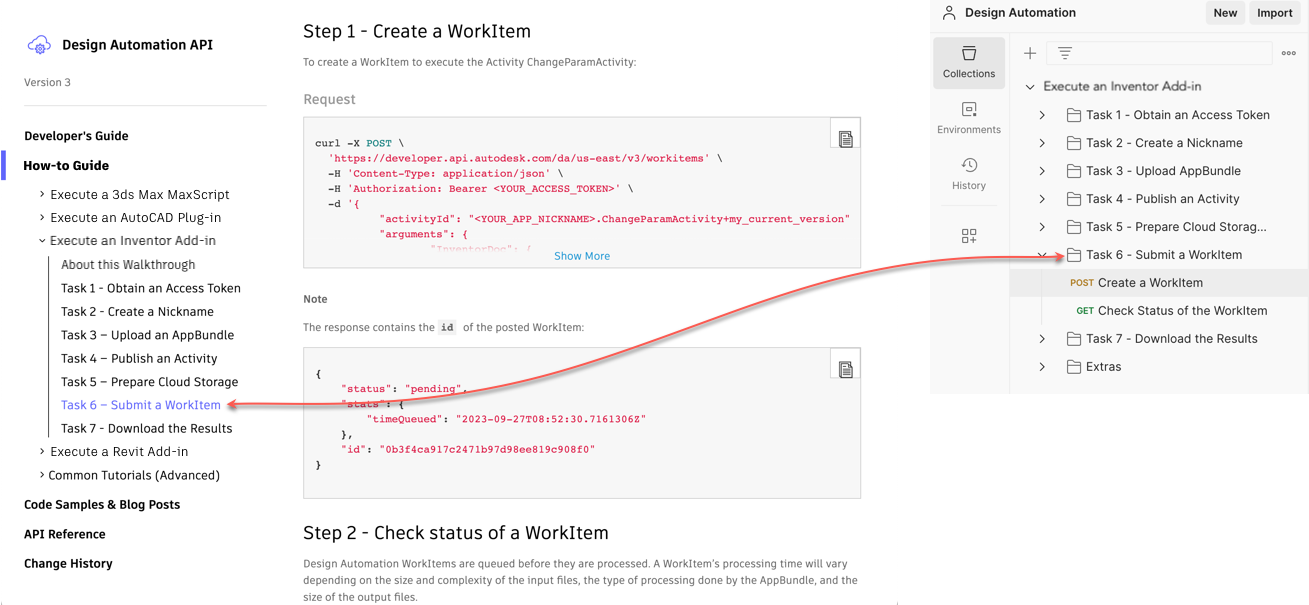 Design Automation API
Version 3
Developer's Guide
How-to Guide
Execute a 3ds Max MaxScript
Execute an AutoCAD Plug-in
Execute an Inventor Add-in
About this Walkthrough
Task 1 - Obtain an Access Token
Task 2 - Create a Nickname
Task 3 – Upload an AppBundle
Task 4 – Publish an Activity
Task 5 – Prepare Cloud Storage
Task 6 – Submit a WorkItem
Task 7 - Download the Results
Execute a Revit Add-in
Common Tutorials (Advanced)
Code Samples & Blog Posts
API Reference
Change History
Step 1 - Create a WorkItem
To create a WorkItem to execute the Activity ChangeParamActivity:
Request
curl -X POST \
'https://developer.api.autodesk.com/da/us-east/v3/workitems' \
-H 'Content-Type: application/json' \
-H 'Authorization: Bearer <YOUR_ACCESS_TOKEN>' \
-d '{
"activityId": "<YOUR_APP_NICKNAME>.ChangeParamActivity+my_current_version"
"arguments": {
"InventorDoc": {
Show More
Note
The response contains the id of the posted WorkItem:
{
"status": "pending",
"stats": {
"timeQueued": "2023-09-27T08:52:30.7161306Z"
},
"id": "0b3f4ca917c2471b97d98ee819c908f0"
}
Step 2 - Check status of a WorkItem
Design Automation WorkItems are queued before they are processed. A WorkItem's processing time will vary
depending on the size and complexity of the input files, the type of processing done by the AppBundle, and the
size of the output files.
Design Automation
New
Import
Collections
Environments
History
Execute an Inventor Add-in
Task 1 - Obtain an Access Token
Task 2 - Create a Nickname
Task 3 - Upload AppBundle
Task 4 - Publish an Activity
Task 5 - Prepare Cloud Storag...
Task 6 - Submit a WorkItem
POST Create a WorkItem
GET Check Status of the WorkItem
Task 7 - Download the Results
Extras